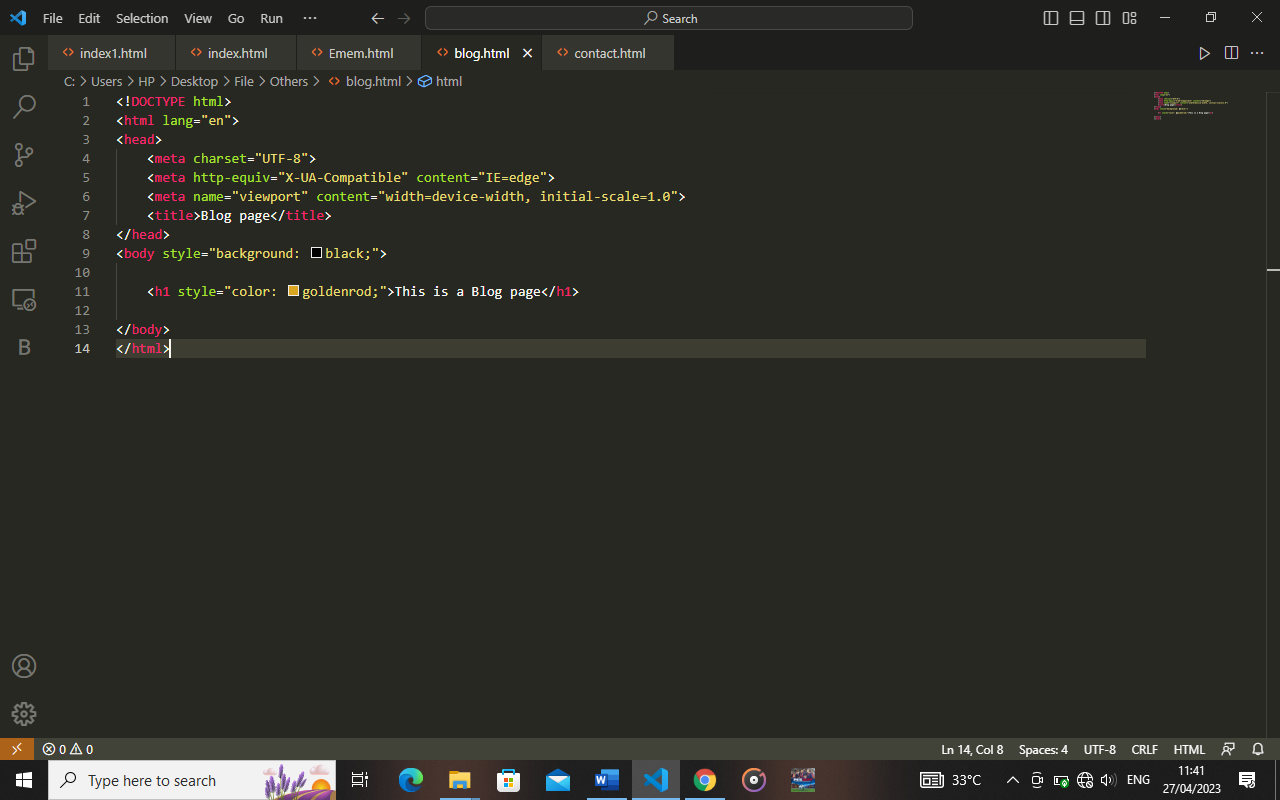 File Edit Selection View Go Run ··· Search
index1.html index.html Emem.html blog.html contact.html
C: > Users > HP > Desktop > File > Others > blog.html > html
1 <!DOCTYPE html>
2 <html lang="en">
3 <head>
4 <meta charset="UTF-8">
5 <meta http-equiv="X-UA-Compatible" content="IE=edge">
6 <meta name="viewport" content="width=device-width, initial-scale=1.0">
7 <title>Blog page</title>
8 </head>
9 <body style="background: black;">
10
11 <h1 style="color: goldenrod;">This is a Blog page</h1>
12
13 </body>
14 </html>
B
0 0 Ln 14, Col 8 Spaces: 4 UTF-8 CRLF HTML
Type here to search 33°C ENG 11:41
27/04/2023